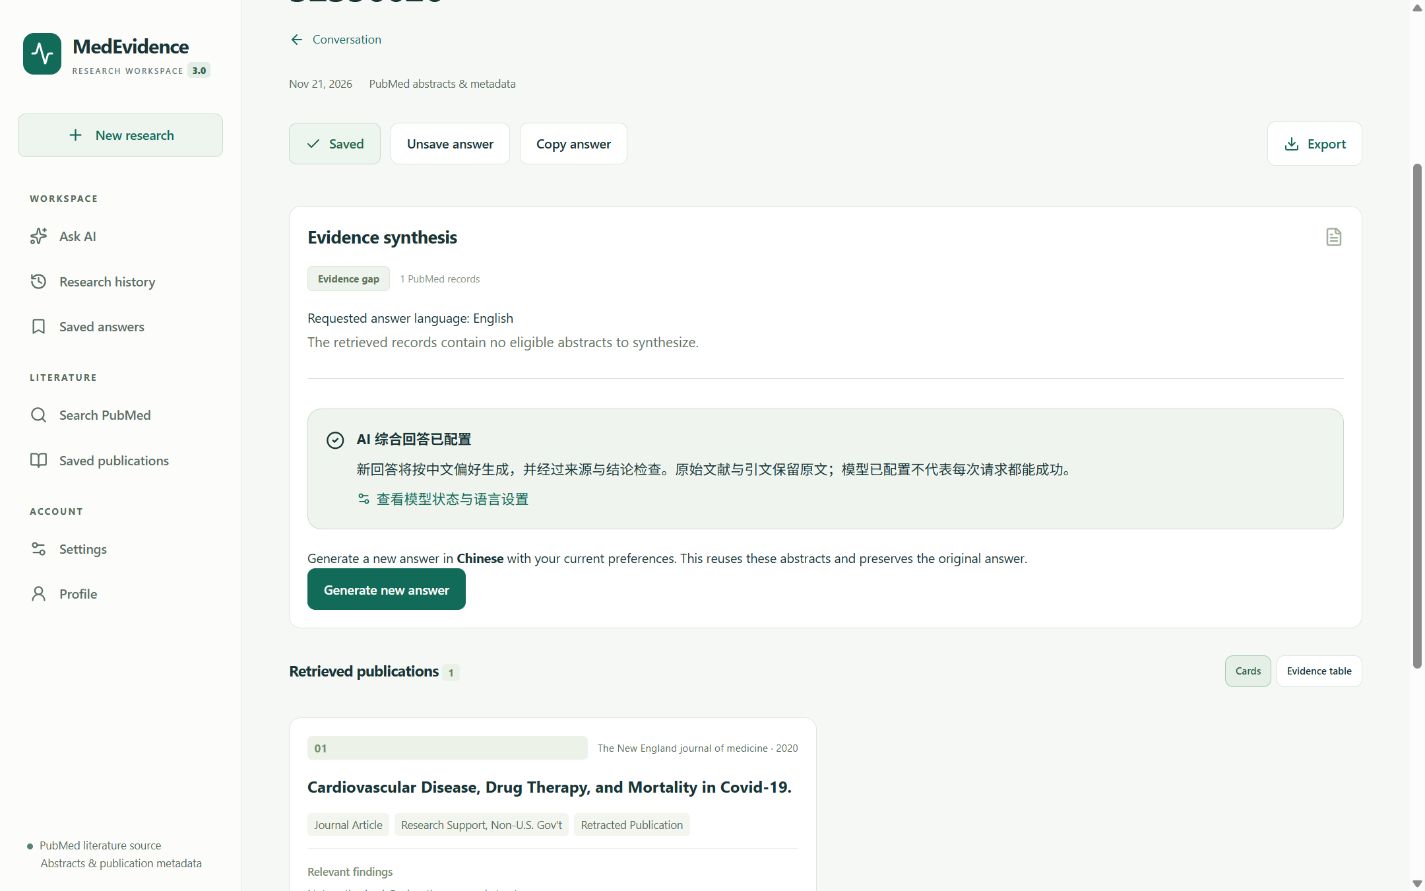 MedEvidence
RESEARCH WORKSPACE 3.0
New research
WORKSPACE
Ask AI
Research history
Saved answers
LITERATURE
Search PubMed
Saved publications
ACCOUNT
Settings
Profile
PubMed literature source
Abstracts & publication metadata
Conversation
Nov 21, 2026 PubMed abstracts & metadata
Saved Unsave answer Copy answer Export
Evidence synthesis
Evidence gap 1 PubMed records
Requested answer language: English
The retrieved records contain no eligible abstracts to synthesize.
AI 综合回答已配置
新回答将按中文偏好生成，并经过来源与结论检查。原始文献与引文保留原文；模型已配置不代表每次请求都能成功。
查看模型状态与语言设置
Generate a new answer in Chinese with your current preferences. This reuses these abstracts and preserves the original answer.
Generate new answer
Retrieved publications 1
Cards Evidence table
01 The New England journal of medicine · 2020
Cardiovascular Disease, Drug Therapy, and Mortality in Covid-19.
Journal Article Research Support, Non-U.S. Gov't Retracted Publication
Relevant findings